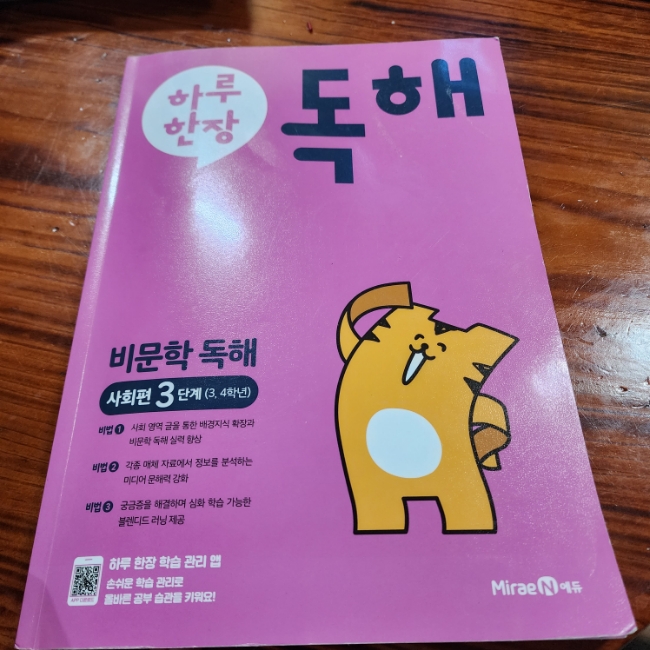 하루
한장
독해
비문학 독해
사회편 3단계 (3, 4학년)
비법 1 사회 영역 글을 통한 배경지식 확장과
비문학 독해 실력 향상
비법 2 각종 매체 자료에서 정보를 분석하는
미디어 문해력 강화
비법 3 궁금증을 해결하며 심화 학습 가능한
블렌디드 러닝 제공
하루 한장 학습 관리 앱
손쉬운 학습 관리로
올바른 공부 습관을 키워요!
Mirae N 에듀